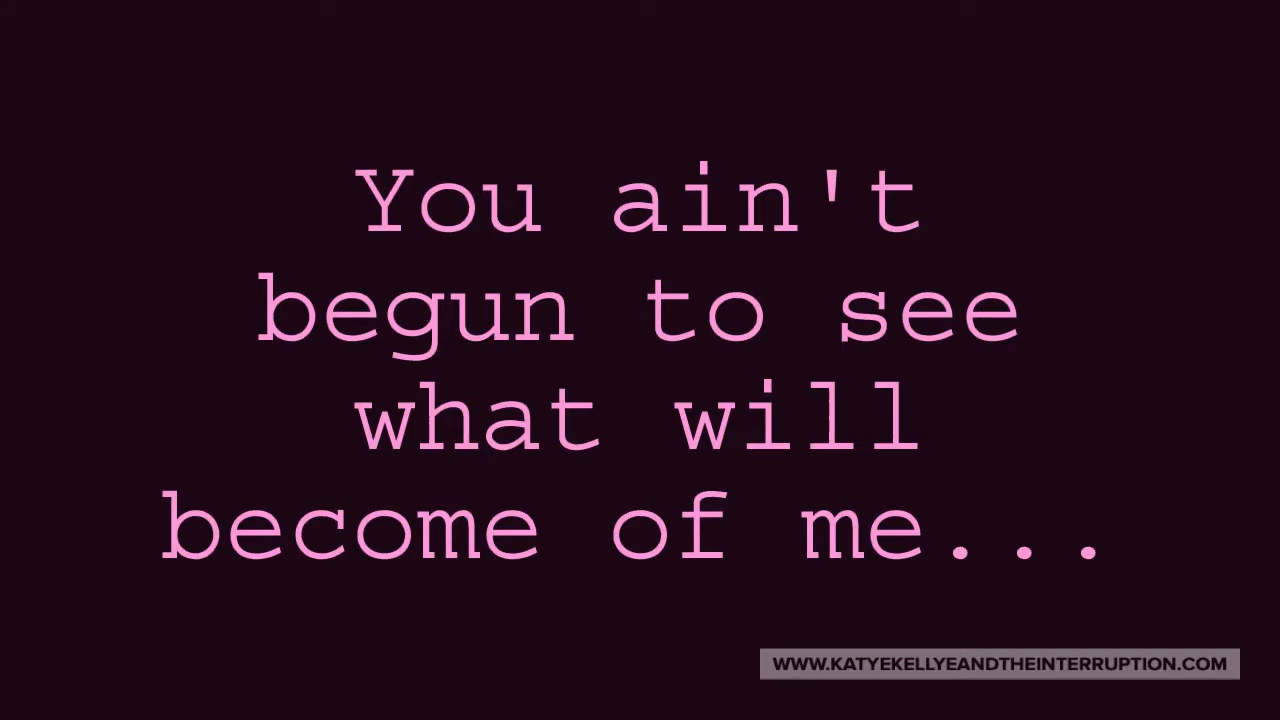 You ain't
begun to see
what will
become of me...
WWW.KATYEKELLYEANDTHEINTERRUPTION.COM